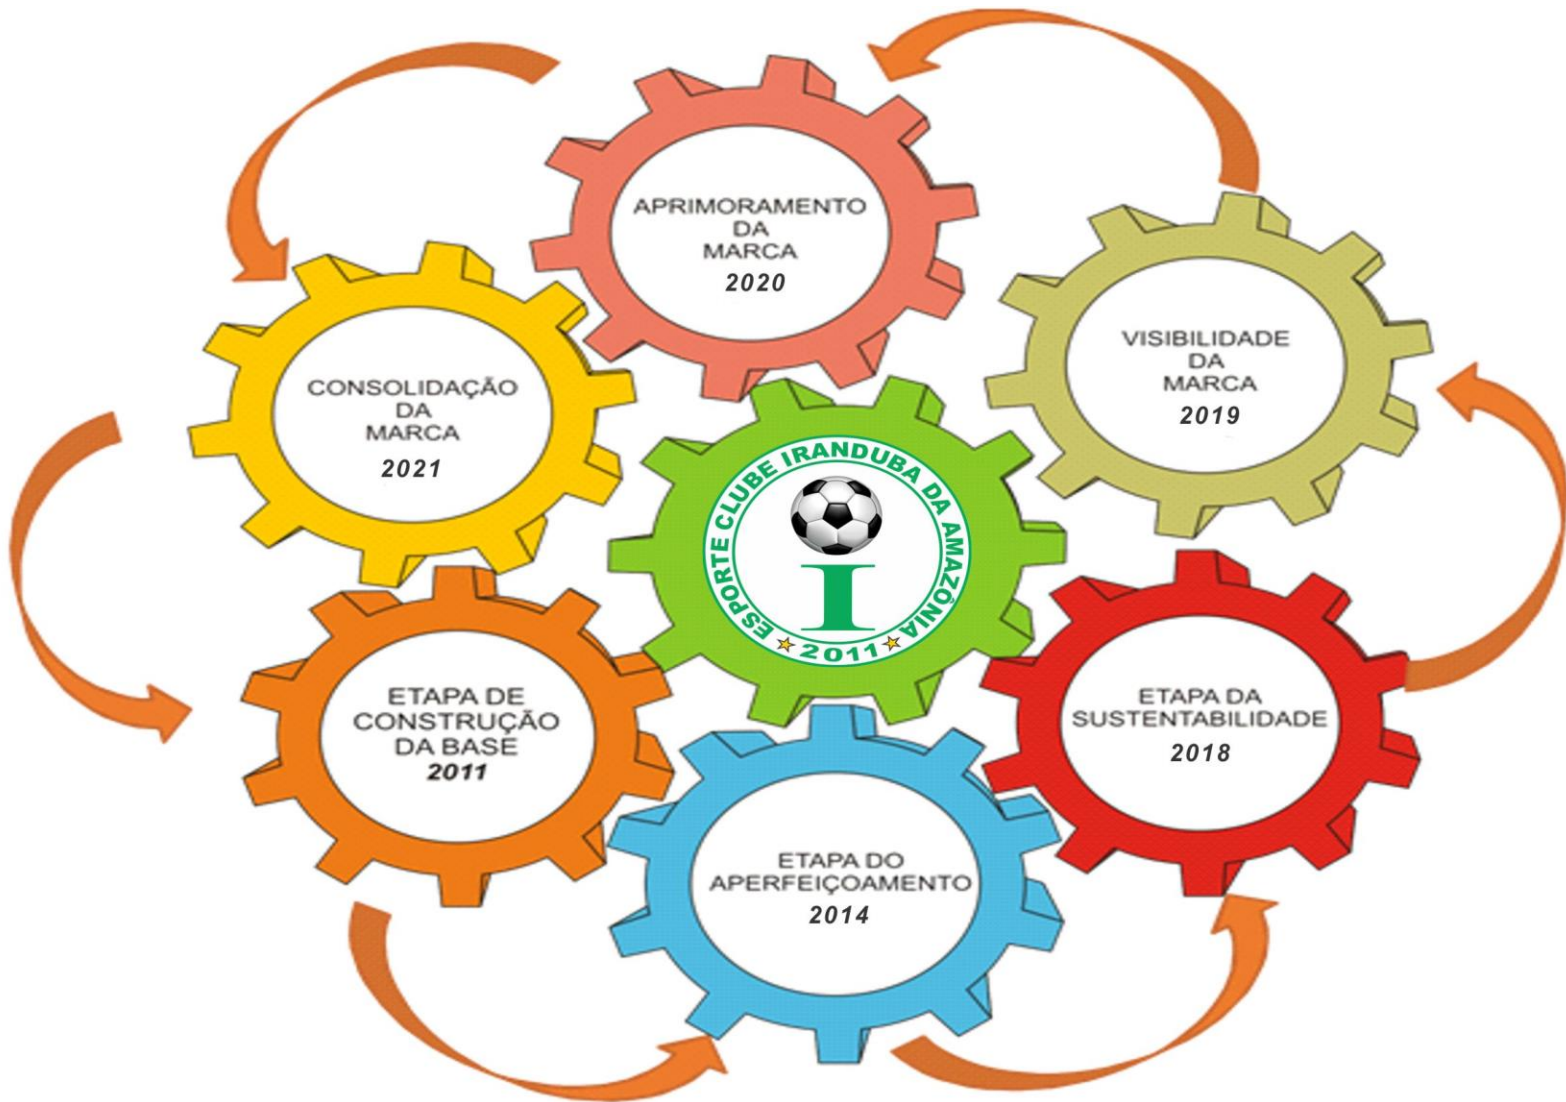 APRIMORAMENTO
DA
MARCA
2020
VISIBILIDADE
DA
MARCA
2019
CONSOLIDAÇÃO
DA
MARCA
2021
ESPORTE CLUBE IRANDUBA DA AMAZÔNIA
I
2011
ETAPA DE
CONSTRUÇÃO
DA BASE
2011
ETAPA DA
SUSTENTABILIDADE
2018
ETAPA DO
APERFEIÇOAMENTO
2014